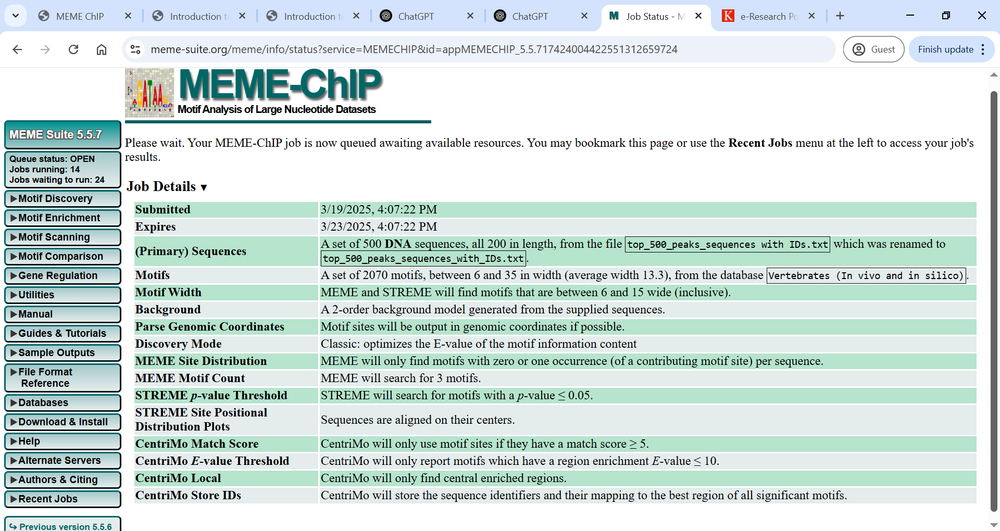 MEME ChIP
Introduction t
Introduction t
ChatGPT
ChatGPT
Job Status - M
e-Research Po
meme-suite.org/meme/info/status?service=MEMECHIP&id=appMEMECHIP_5.5.717424004422551312659724
Guest
Finish update
MEME-ChIP
Motif Analysis of Large Nucleotide Datasets
MEME Suite 5.5.7
Queue status: OPEN
Jobs running: 14
Jobs waiting to run: 24
▶Motif Discovery
▶Motif Enrichment
▶Motif Scanning
▶Motif Comparison
▶Gene Regulation
▶Utilities
▶Manual
▶Guides & Tutorials
▶Sample Outputs
▶File Format
Reference
▶Databases
▶Download & Install
▶Help
▶Alternate Servers
▶Authors & Citing
▶Recent Jobs
↪ Previous version 5.5.6
Please wait. Your MEME-ChIP job is now queued awaiting available resources. You may bookmark this page or use the Recent Jobs menu at the left to access your job's
results.
Job Details ▼
Submitted 3/19/2025, 4:07:22 PM
Expires 3/23/2025, 4:07:22 PM
(Primary) Sequences A set of 500 DNA sequences, all 200 in length, from the file top_500_peaks_sequences with IDs.txt which was renamed to
top_500_peaks_sequences_with_IDs.txt.
Motifs A set of 2070 motifs, between 6 and 35 in width (average width 13.3), from the database Vertebrates (In vivo and in silico).
Motif Width MEME and STREME will find motifs that are between 6 and 15 wide (inclusive).
Background A 2-order background model generated from the supplied sequences.
Parse Genomic Coordinates Motif sites will be output in genomic coordinates if possible.
Discovery Mode Classic: optimizes the E-value of the motif information content
MEME Site Distribution MEME will only find motifs with zero or one occurrence (of a contributing motif site) per sequence.
MEME Motif Count MEME will search for 3 motifs.
STREME p-value Threshold STREME will search for motifs with a p-value ≤ 0.05.
STREME Site Positional
Distribution Plots Sequences are aligned on their centers.
CentriMo Match Score CentriMo will only use motif sites if they have a match score ≥ 5.
CentriMo E-value Threshold CentriMo will only report motifs which have a region enrichment E-value ≤ 10.
CentriMo Local CentriMo will only find central enriched regions.
CentriMo Store IDs CentriMo will store the sequence identifiers and their mapping to the best region of all significant motifs.